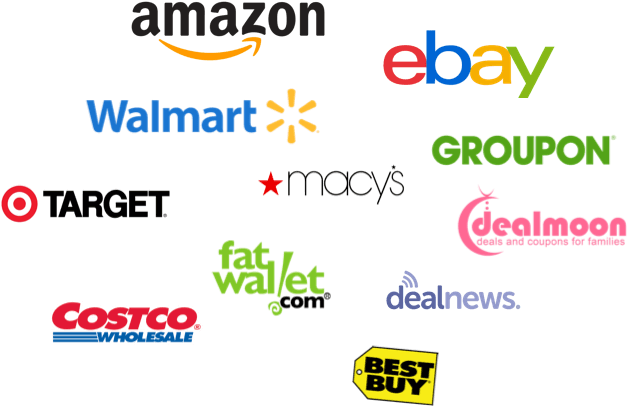 amazon
ebay
Walmart
GROUPON®
macy's
TARGET®
dealmoon
deals and coupons for families
fat
wallet
.com®
dealnews.
COSTCO®
WHOLESALE
BEST
BUY